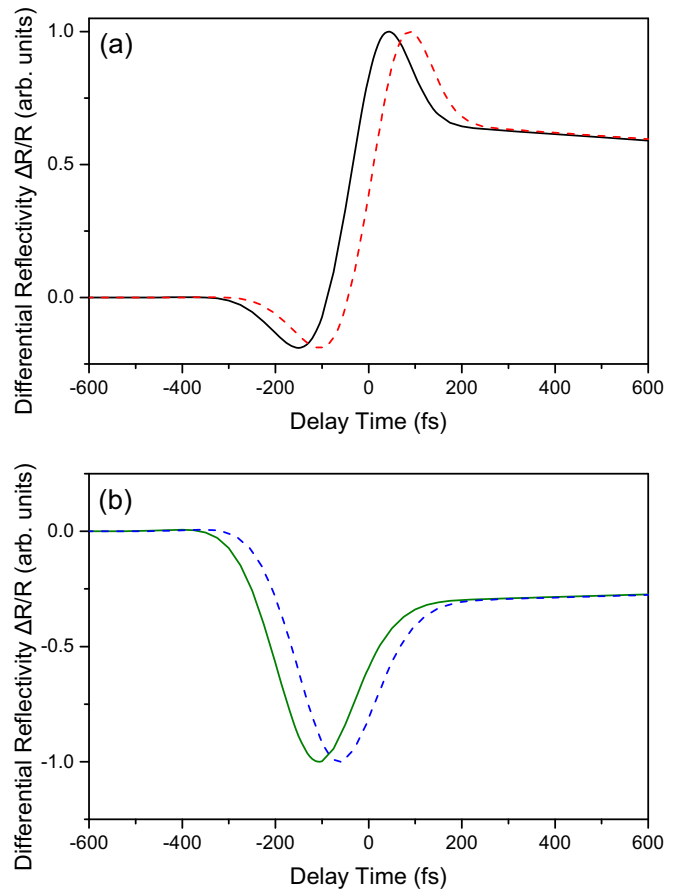 (a)
Differential Reflectivity ΔR/R (arb. units)
1.0
0.5
0.0
-600 -400 -200 0 200 400 600
Delay Time (fs)
(b)
Differential Reflectivity ΔR/R (arb. units)
0.0
-0.5
-1.0
-600 -400 -200 0 200 400 600
Delay Time (fs)